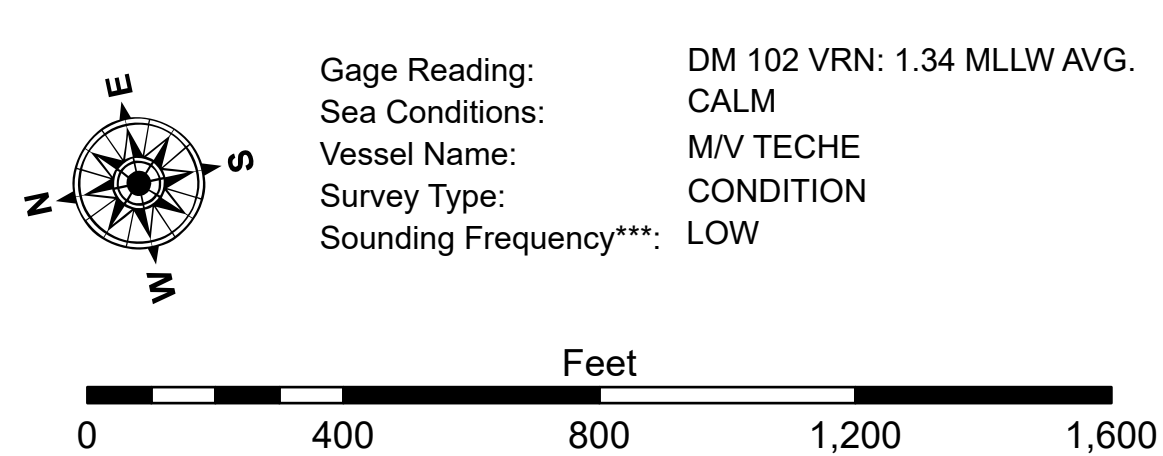 E
S
N
W
Gage Reading: DM 102 VRN: 1.34 MLLW AVG.
Sea Conditions: CALM
Vessel Name: M/V TECHE
Survey Type: CONDITION
Sounding Frequency***: LOW
Feet
0 400 800 1,200 1,600